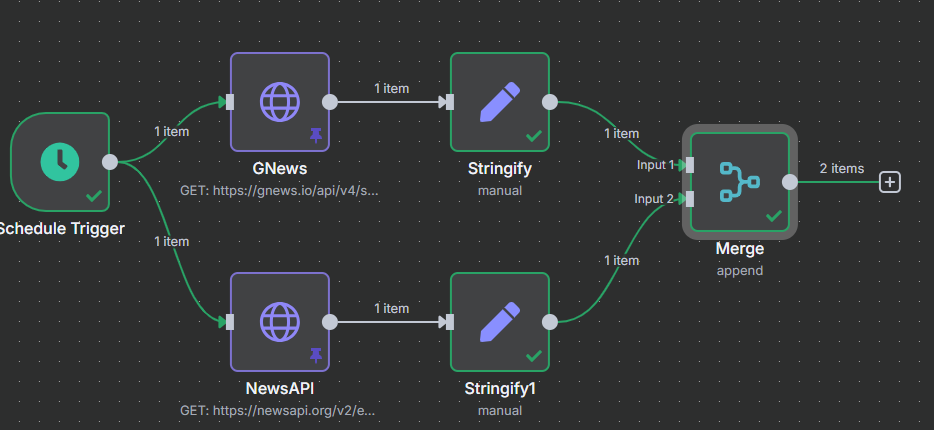 1 item
GNews
GET: https://gnews.io/api/v4/s...
1 item
Stringify
manual
1 item
Schedule Trigger
1 item
NewsAPI
GET: https://newsapi.org/v2/e...
1 item
Stringify1
manual
1 item
Input 1
Input 2
Merge
append
2 items